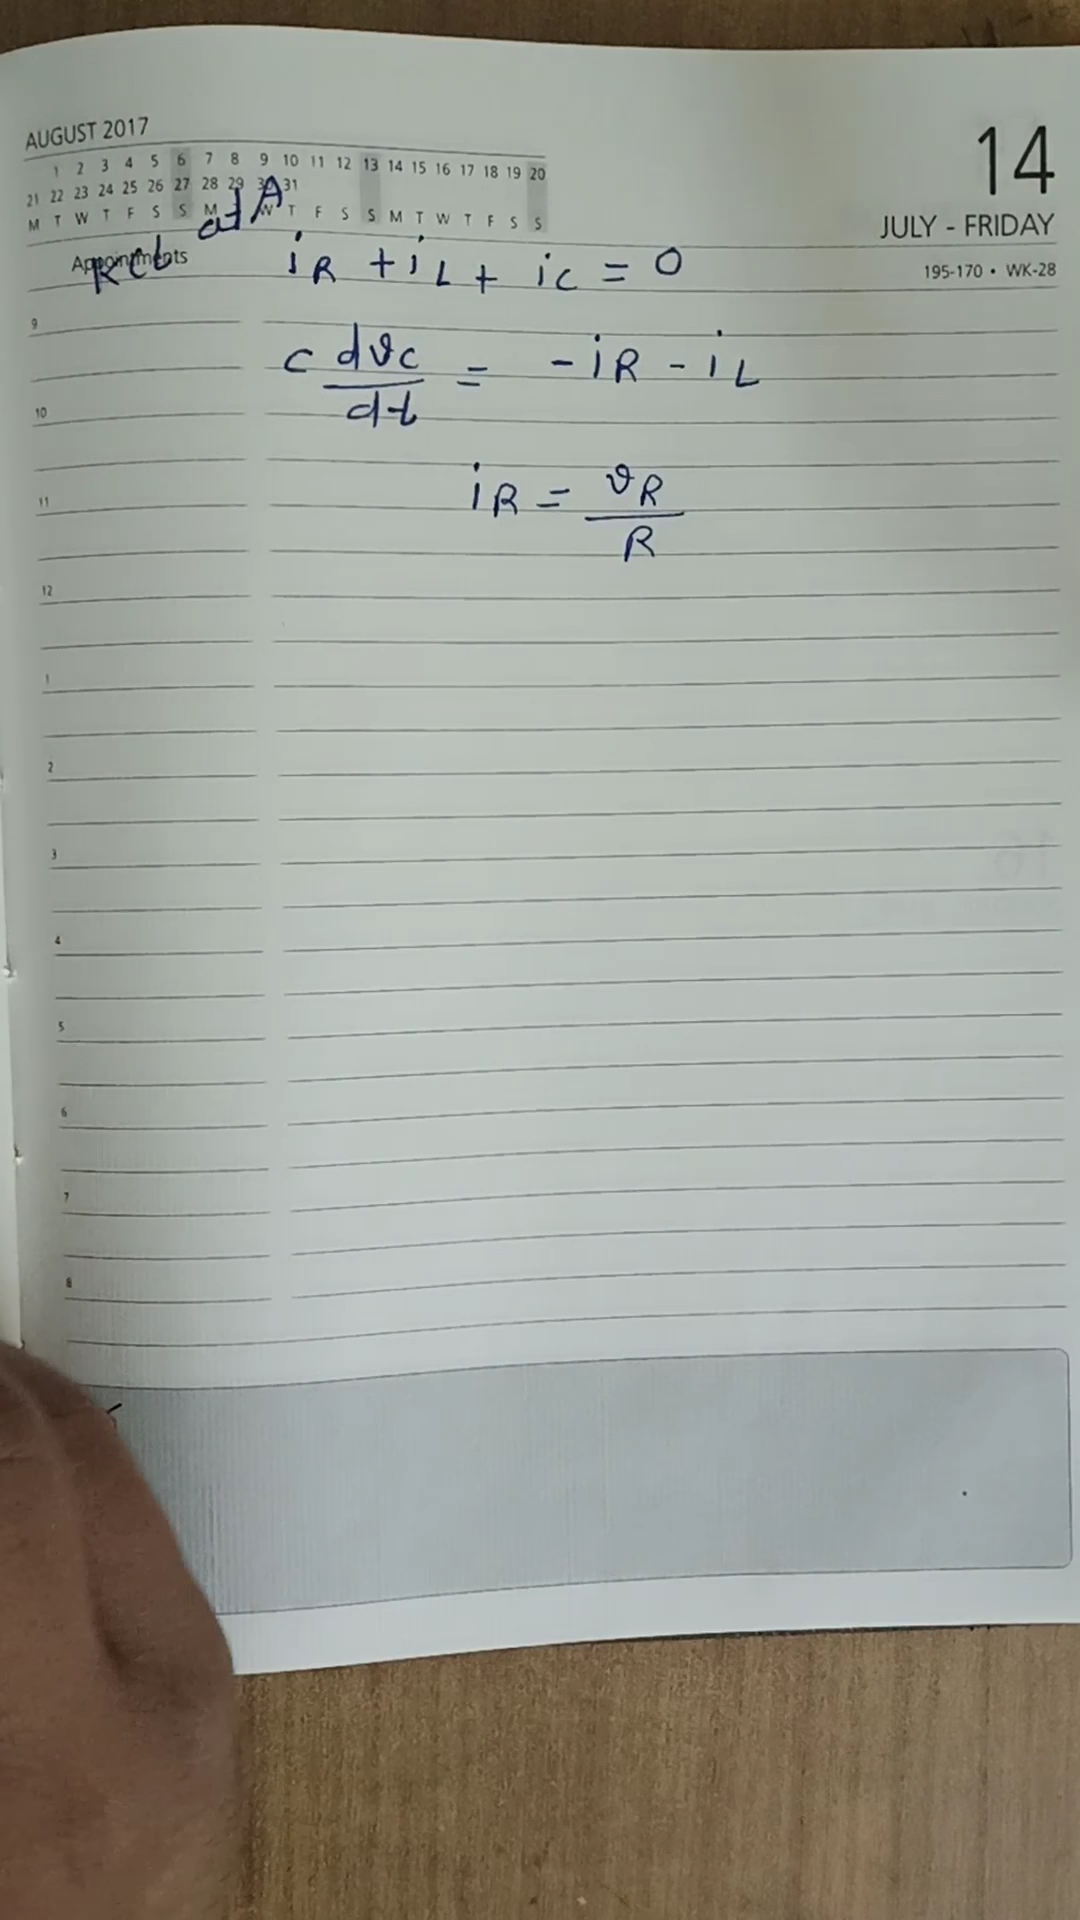 AUGUST 2017
1 2 3 4 5 6 7 8 9 10 11 12 13 14 15 16 17 18 19 20
21 22 23 24 25 26 27 28 29 30 31
M T W T F S S M W T F S S M T W T F S S
14
JULY - FRIDAY
195-170 • WK-28
Appointments
KCL at A
iR + iL + iC = 0
C dvC/dt = -iR - iL
iR = vR/R
9
10
11
12
1
2
3
4
5
6
7
8